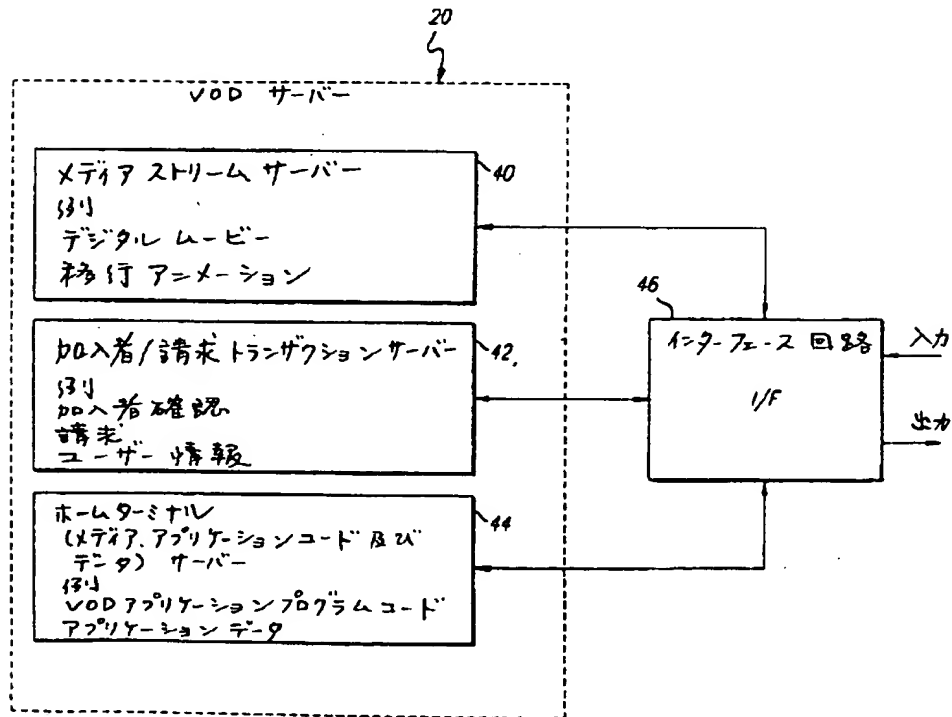 20
VOD サーバー
メディア ストリーム サーバー
40
例
デジタル ムービー
移行 アニメーション
46
加入者/請求 トランザクション サーバー
42
インターフェース 回路
入力
例
I/F
加入者確認
請求
出力
ユーザー 情報
ホームターミナル
44
(メディア、アプリケーションコード 及び
データ) サーバー
例
VOD アプリケーション プログラム コード
アプリケーション データ